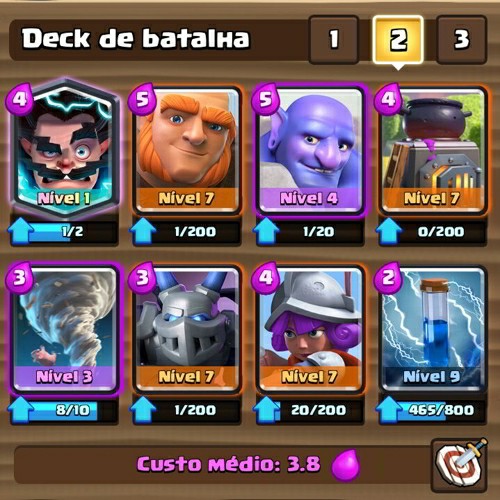 Deck de batalha 1 2 3
4 5 5 4
Nível 1 Nível 7 Nível 4 Nível 7
1/2 1/200 1/20 0/200
3 3 4 2
Nível 3 Nível 7 Nível 7 Nível 9
8/10 1/200 20/200 465/800
Custo médio: 3.8